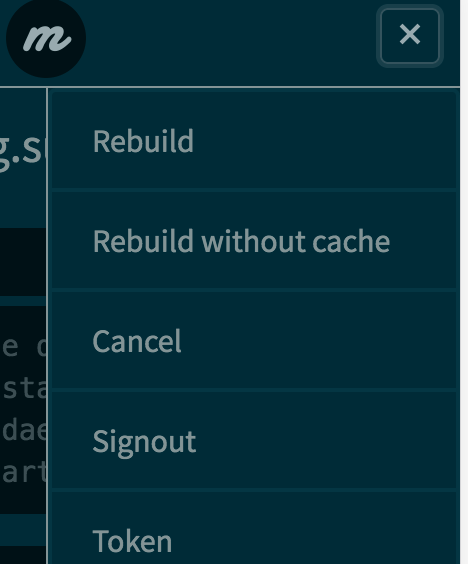 m
Rebuild
Rebuild without cache
Cancel
Signout
Token